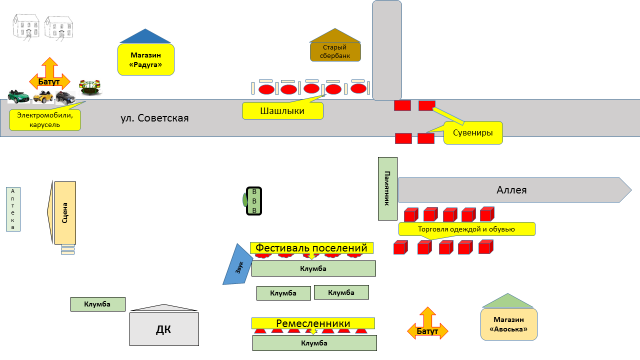 Магазин
«Радуга»
Старый
сбербанк
Батут
Электромобили,
карусель
ул. Советская
Шашлыки
Сувениры
Аптека
Сцена
В
В
В
Памятник
Аллея
Торговля одеждой и обувью
Фестиваль поселений
Звук
Клумба
Клумба
Клумба
Клумба
ДК
Ремесленники
Клумба
Батут
Магазин
«Авоська»